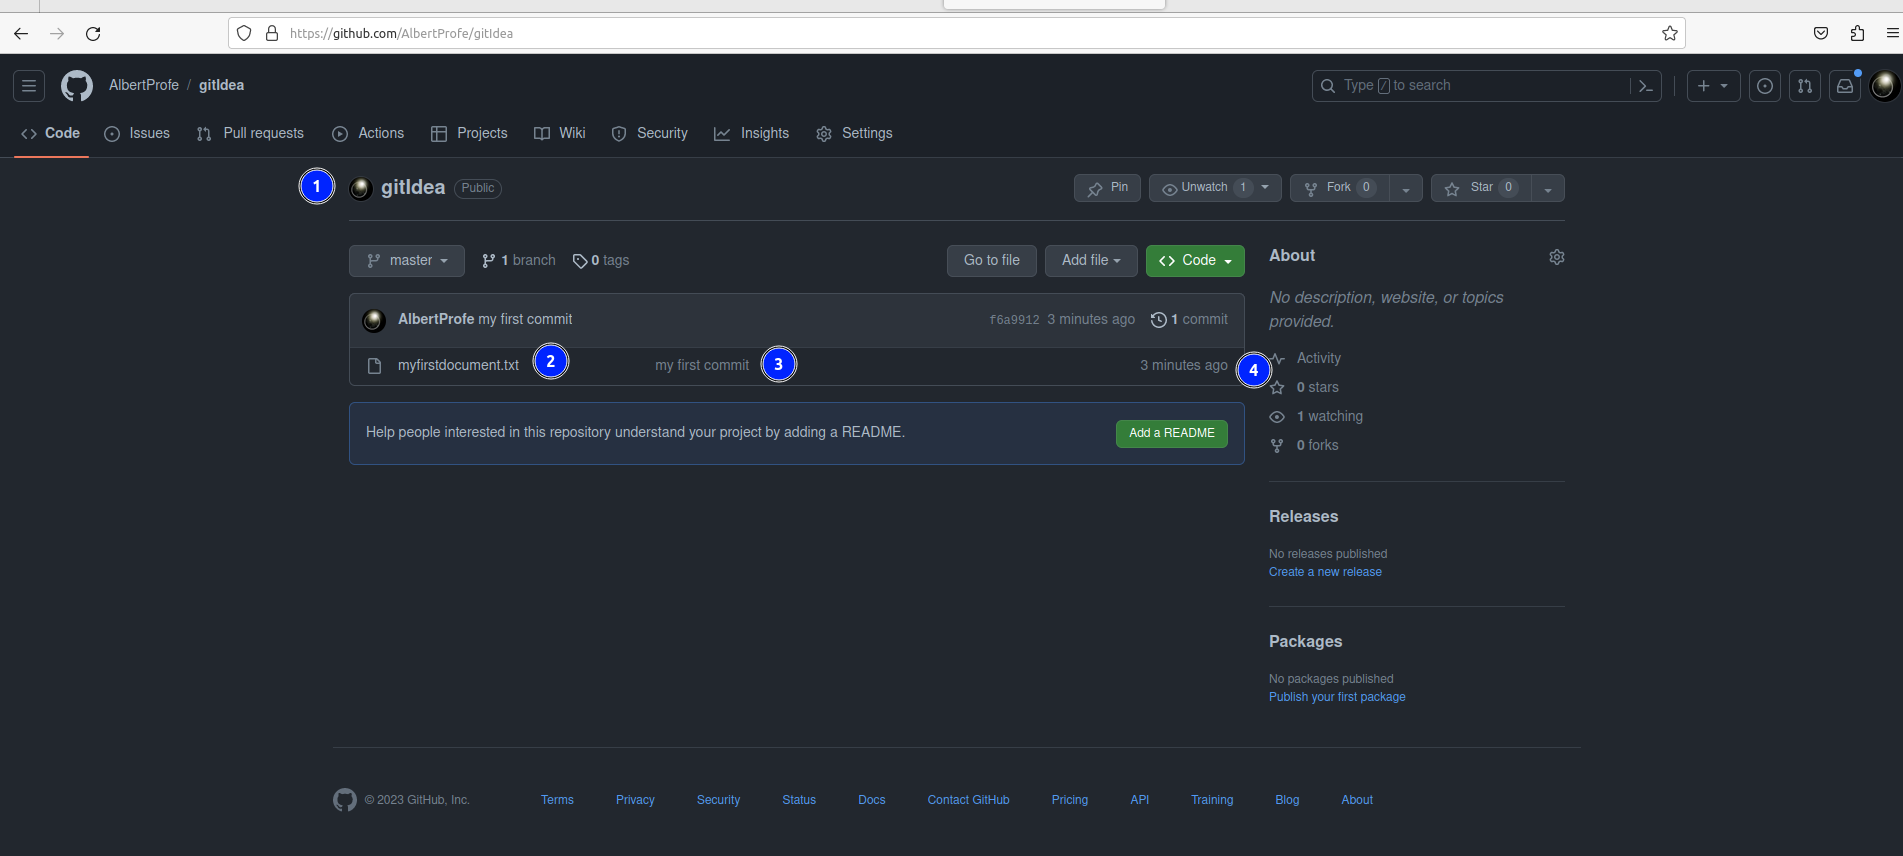 https://github.com/AlbertProfe/gitIdea
AlbertProfe / gitIdea
Type / to search
Code Issues Pull requests Actions Projects Wiki Security Insights Settings
1 gitIdea Public
Pin Unwatch 1 Fork 0 Star 0
master 1 branch 0 tags Go to file Add file Code
AlbertProfe my first commit f6a9912 3 minutes ago 1 commit
myfirstdocument.txt 2 my first commit 3 3 minutes ago 4
Help people interested in this repository understand your project by adding a README. Add a README
About
No description, website, or topics
provided.
Activity
0 stars
1 watching
0 forks
Releases
No releases published
Create a new release
Packages
No packages published
Publish your first package
© 2023 GitHub, Inc. Terms Privacy Security Status Docs Contact GitHub Pricing API Training Blog About